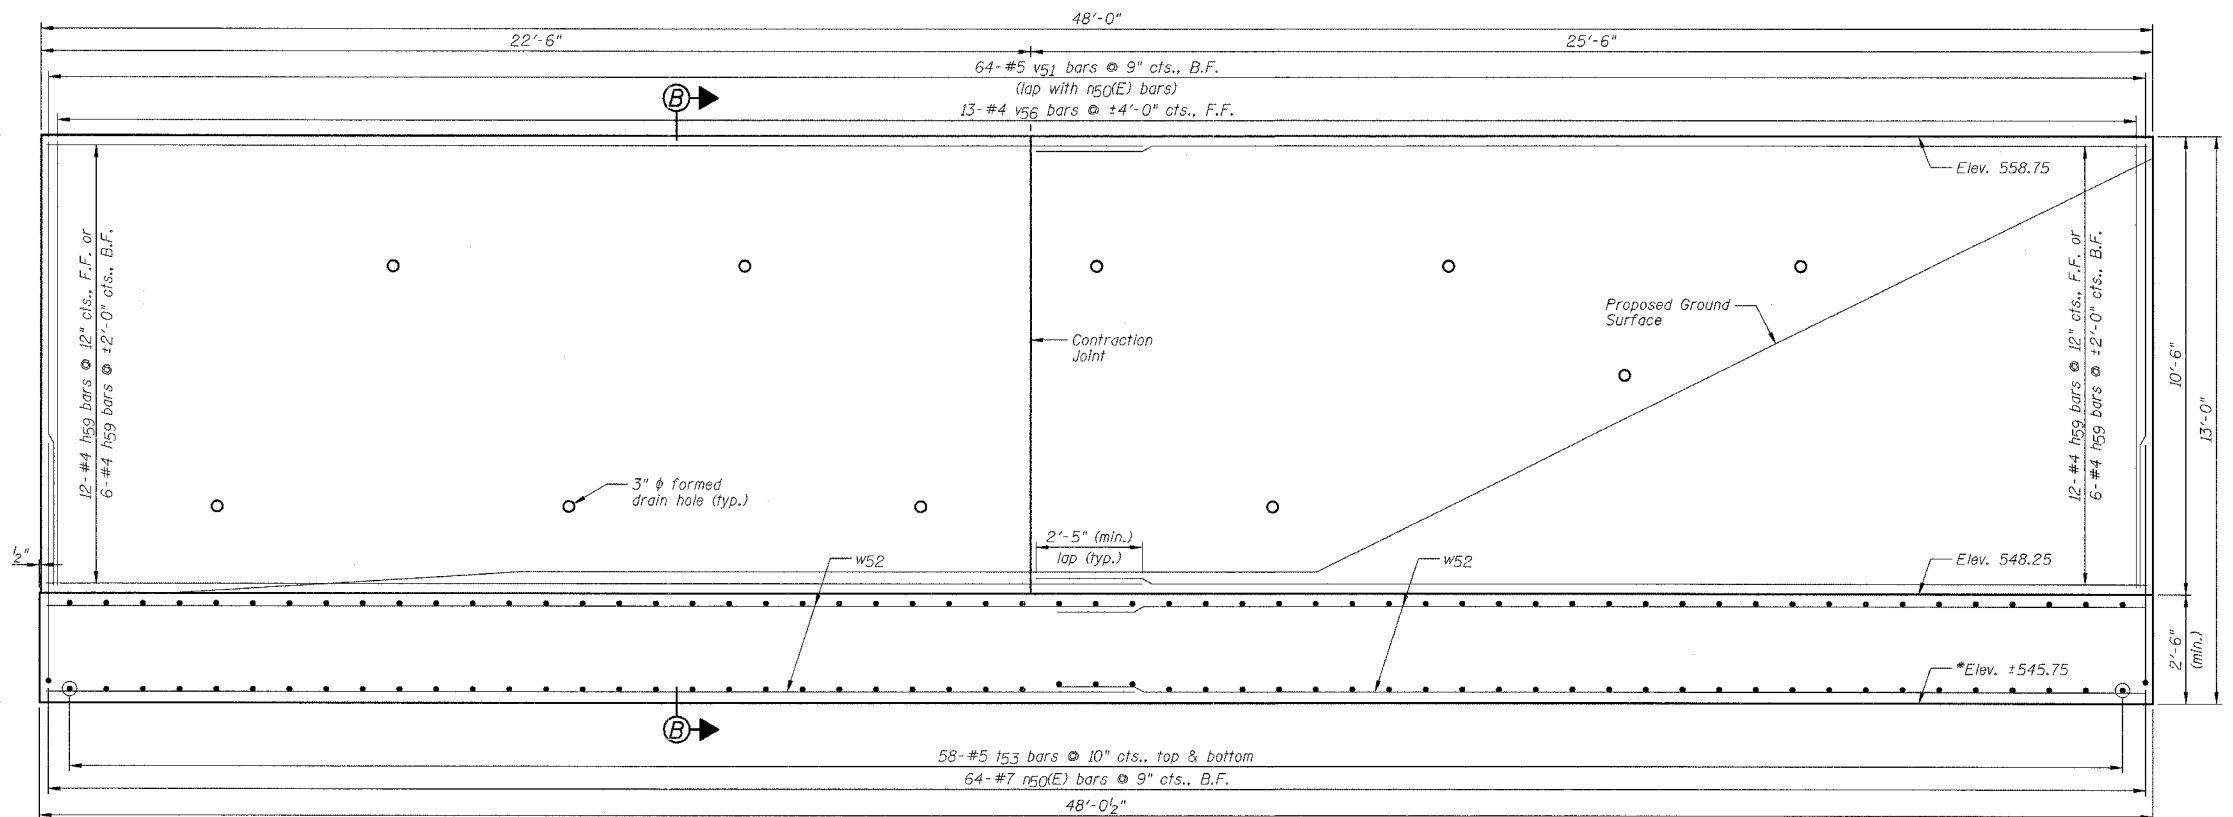 48'-0"
22'-6"
25'-6"
64-#5 v51 bars @ 9" cts., B.F.
(lap with n50(E) bars)
B
13-#4 v56 bars @ ±4'-0" cts., F.F.
Elev. 558.75
12-#4 h59 bars @ 12" cts., F.F. or
6-#4 h59 bars @ ±2'-0" cts., B.F.
12-#4 h59 bars @ 12" cts., F.F. or
6-#4 h59 bars @ ±2'-0" cts., B.F.
Proposed Ground
Surface
Contraction
Joint
10'-6"
13'-0"
3" ϕ formed
drain hole (typ.)
2'-5" (min.)
lap (typ.)
½"
w52
w52
Elev. 548.25
2'-6"
(min.)
*Elev. ±545.75
B
58-#5 t53 bars @ 10" cts., top & bottom
64-#7 n50(E) bars @ 9" cts., B.F.
48'-0½"